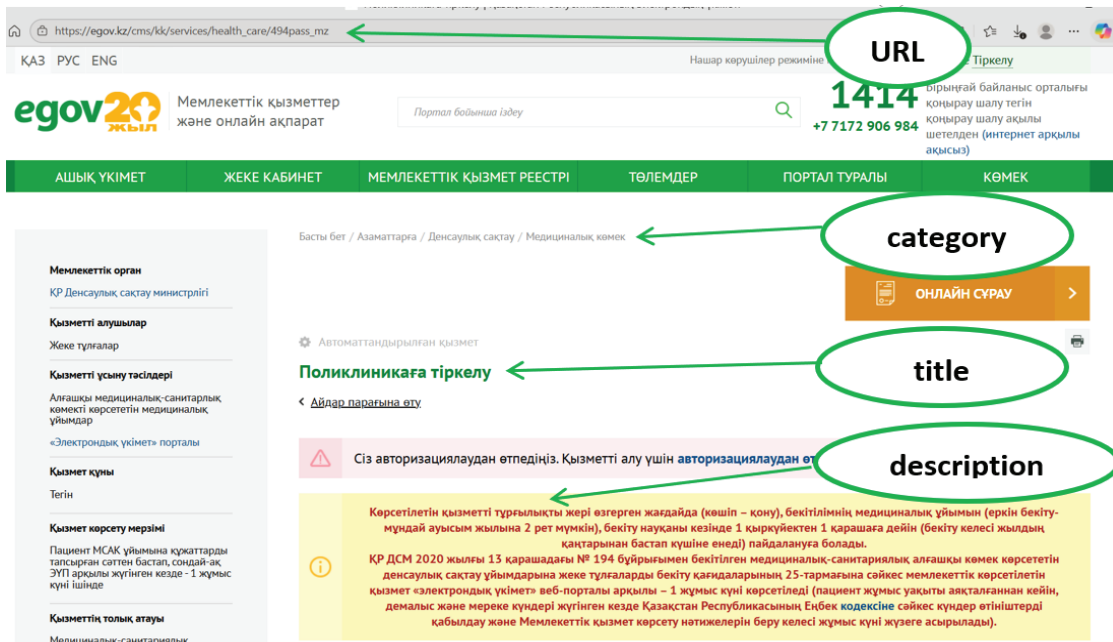 https://egov.kz/cms/kk/services/health_care/494pass_mz
URL
ҚАЗ РУС ENG
Нашар көрушілер режиміне
Тіркелу
egov 20 жыл
Мемлекеттік қызметтер
және онлайн ақпарат
Портал бойынша іздеу
1414
+7 7172 906 984
Бірыңғай байланыс орталығы
қоңырау шалу тегін
қоңырау шалу ақылы
шетелден (интернет арқылы
ақысыз)
АШЫҚ ҮКІМЕТ ЖЕКЕ КАБИНЕТ МЕМЛЕКЕТТІК ҚЫЗМЕТ РЕЕСТРІ ТӨЛЕМДЕР ПОРТАЛ ТУРАЛЫ КӨМЕК
Басты бет / Азаматтарға / Денсаулық сақтау / Медициналық көмек
category
Мемлекеттік орган
ҚР Денсаулық сақтау министрлігі
Қызметті алушылар
Жеке тұлғалар
Қызметті ұсыну тәсілдері
Алғашқы медициналық-санитарлық
көмекті көрсететін медициналық
ұйымдар
«Электрондық үкімет» порталы
Қызмет құны
Тегін
Қызмет көрсету мерзімі
Пациент МСАК ұйымына құжаттарды
тапсырған сәттен бастап, сондай-ақ
ЭҮП арқылы жүгінген кезде - 1 жұмыс
күні ішінде
Қызметтің толық атауы
Медициналық-санитариялық
ОНЛАЙН СҰРАУ
Автоматтандырылған қызмет
Поликлиникаға тіркелу
title
Айдар парағына өту
Сіз авторизациялаудан өтпедіңіз. Қызметті алу үшін авторизациялаудан өт
description
Көрсетілетін қызметті тұрғылықты жері өзгерген жағдайда (көшіп – қону), бекітілімнің медициналық ұйымын (еркін бекіту-
мұндай ауысым жылына 2 рет мүмкін), бекіту науқаны кезінде 1 қыркүйектен 1 қарашаға дейін (бекіту келесі жылдың
қаңтарынан бастап күшіне енеді) пайдалануға болады.
ҚР ДСМ 2020 жылғы 13 қарашадағы № 194 бұйрығымен бекітілген медициналық-санитариялық алғашқы көмек көрсететін
денсаулық сақтау ұйымдарына жеке тұлғаларды бекіту қағидаларының 25-тармағына сәйкес мемлекеттік көрсетілетін
қызмет «электрондық үкімет» веб-порталы арқылы – 1 жұмыс күні көрсетіледі (пациент жұмыс уақыты аяқталғаннан кейін,
демалыс және мереке күндері жүгінген кезде Қазақстан Республикасының Еңбек кодексіне сәйкес күндер өтініштерді
қабылдау және Мемлекеттік қызмет көрсету нәтижелерін беру келесі жұмыс күні жүзеге асырылады).